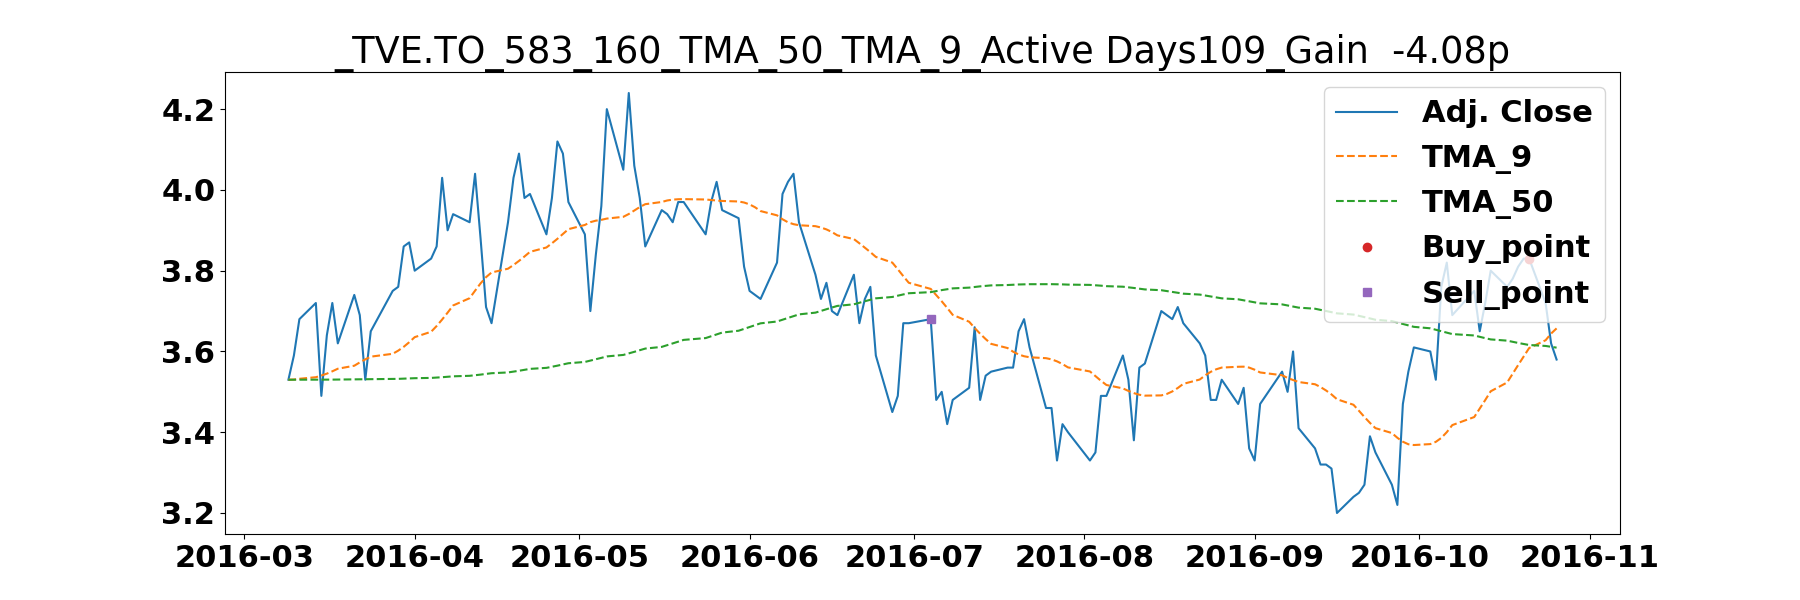 _TVE.TO_583_160_TMA_50_TMA_9_Active Days109_Gain  -4.08p
4.2
4.0
3.8
3.6
3.4
3.2
Adj. Close
TMA_9
TMA_50
Buy_point
Sell_point
2016-03 2016-04 2016-05 2016-06 2016-07 2016-08 2016-09 2016-10 2016-11